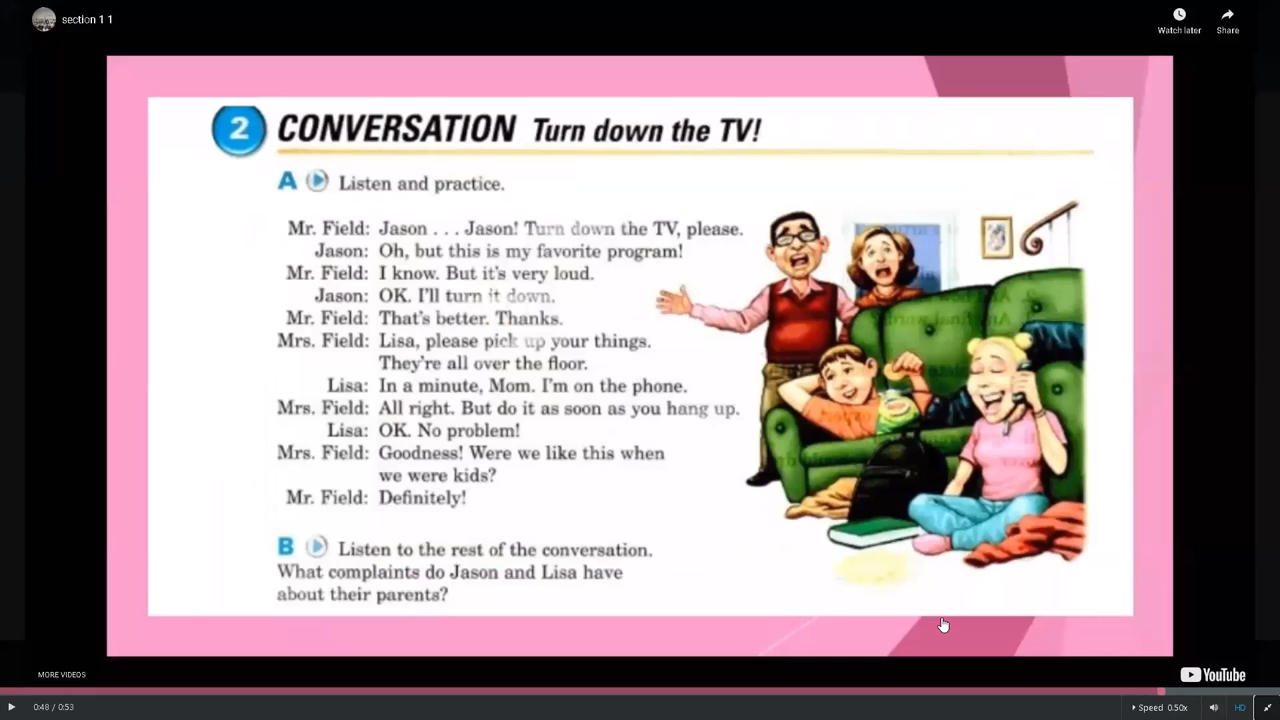 section 1 1
Watch later
Share
2 CONVERSATION Turn down the TV!
A Listen and practice.
Mr. Field: Jason . . . Jason! Turn down the TV, please.
Jason: Oh, but this is my favorite program!
Mr. Field: I know. But it's very loud.
Jason: OK. I'll turn it down.
Mr. Field: That's better. Thanks.
Mrs. Field: Lisa, please pick up your things.
They're all over the floor.
Lisa: In a minute, Mom. I'm on the phone.
Mrs. Field: All right. But do it as soon as you hang up.
Lisa: OK. No problem!
Mrs. Field: Goodness! Were we like this when
we were kids?
Mr. Field: Definitely!
B Listen to the rest of the conversation.
What complaints do Jason and Lisa have
about their parents?
MORE VIDEOS
YouTube
0:48 / 0:53
Speed 0.50x
HD